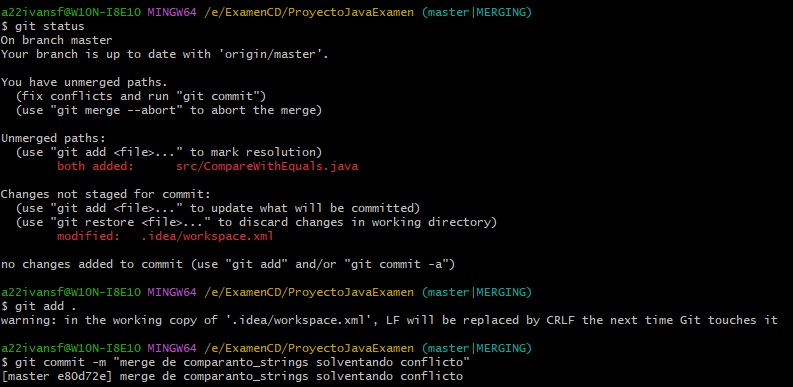 a22ivansf@W10N-I8E10 MINGW64 /e/ExamenCD/ProyectoJavaExamen (master|MERGING)
$ git status
On branch master
Your branch is up to date with 'origin/master'.
You have unmerged paths.
(fix conflicts and run "git commit")
(use "git merge --abort" to abort the merge)
Unmerged paths:
(use "git add <file>..." to mark resolution)
both added: src/CompareWithEquals.java
Changes not staged for commit:
(use "git add <file>..." to update what will be committed)
(use "git restore <file>..." to discard changes in working directory)
modified: .idea/workspace.xml
no changes added to commit (use "git add" and/or "git commit -a")
a22ivansf@W10N-I8E10 MINGW64 /e/ExamenCD/ProyectoJavaExamen (master|MERGING)
$ git add .
warning: in the working copy of '.idea/workspace.xml', LF will be replaced by CRLF the next time Git touches it
a22ivansf@W10N-I8E10 MINGW64 /e/ExamenCD/ProyectoJavaExamen (master|MERGING)
$ git commit -m "merge de comparanto_strings solventando conflicto"
[master e80d72e] merge de comparanto_strings solventando conflicto